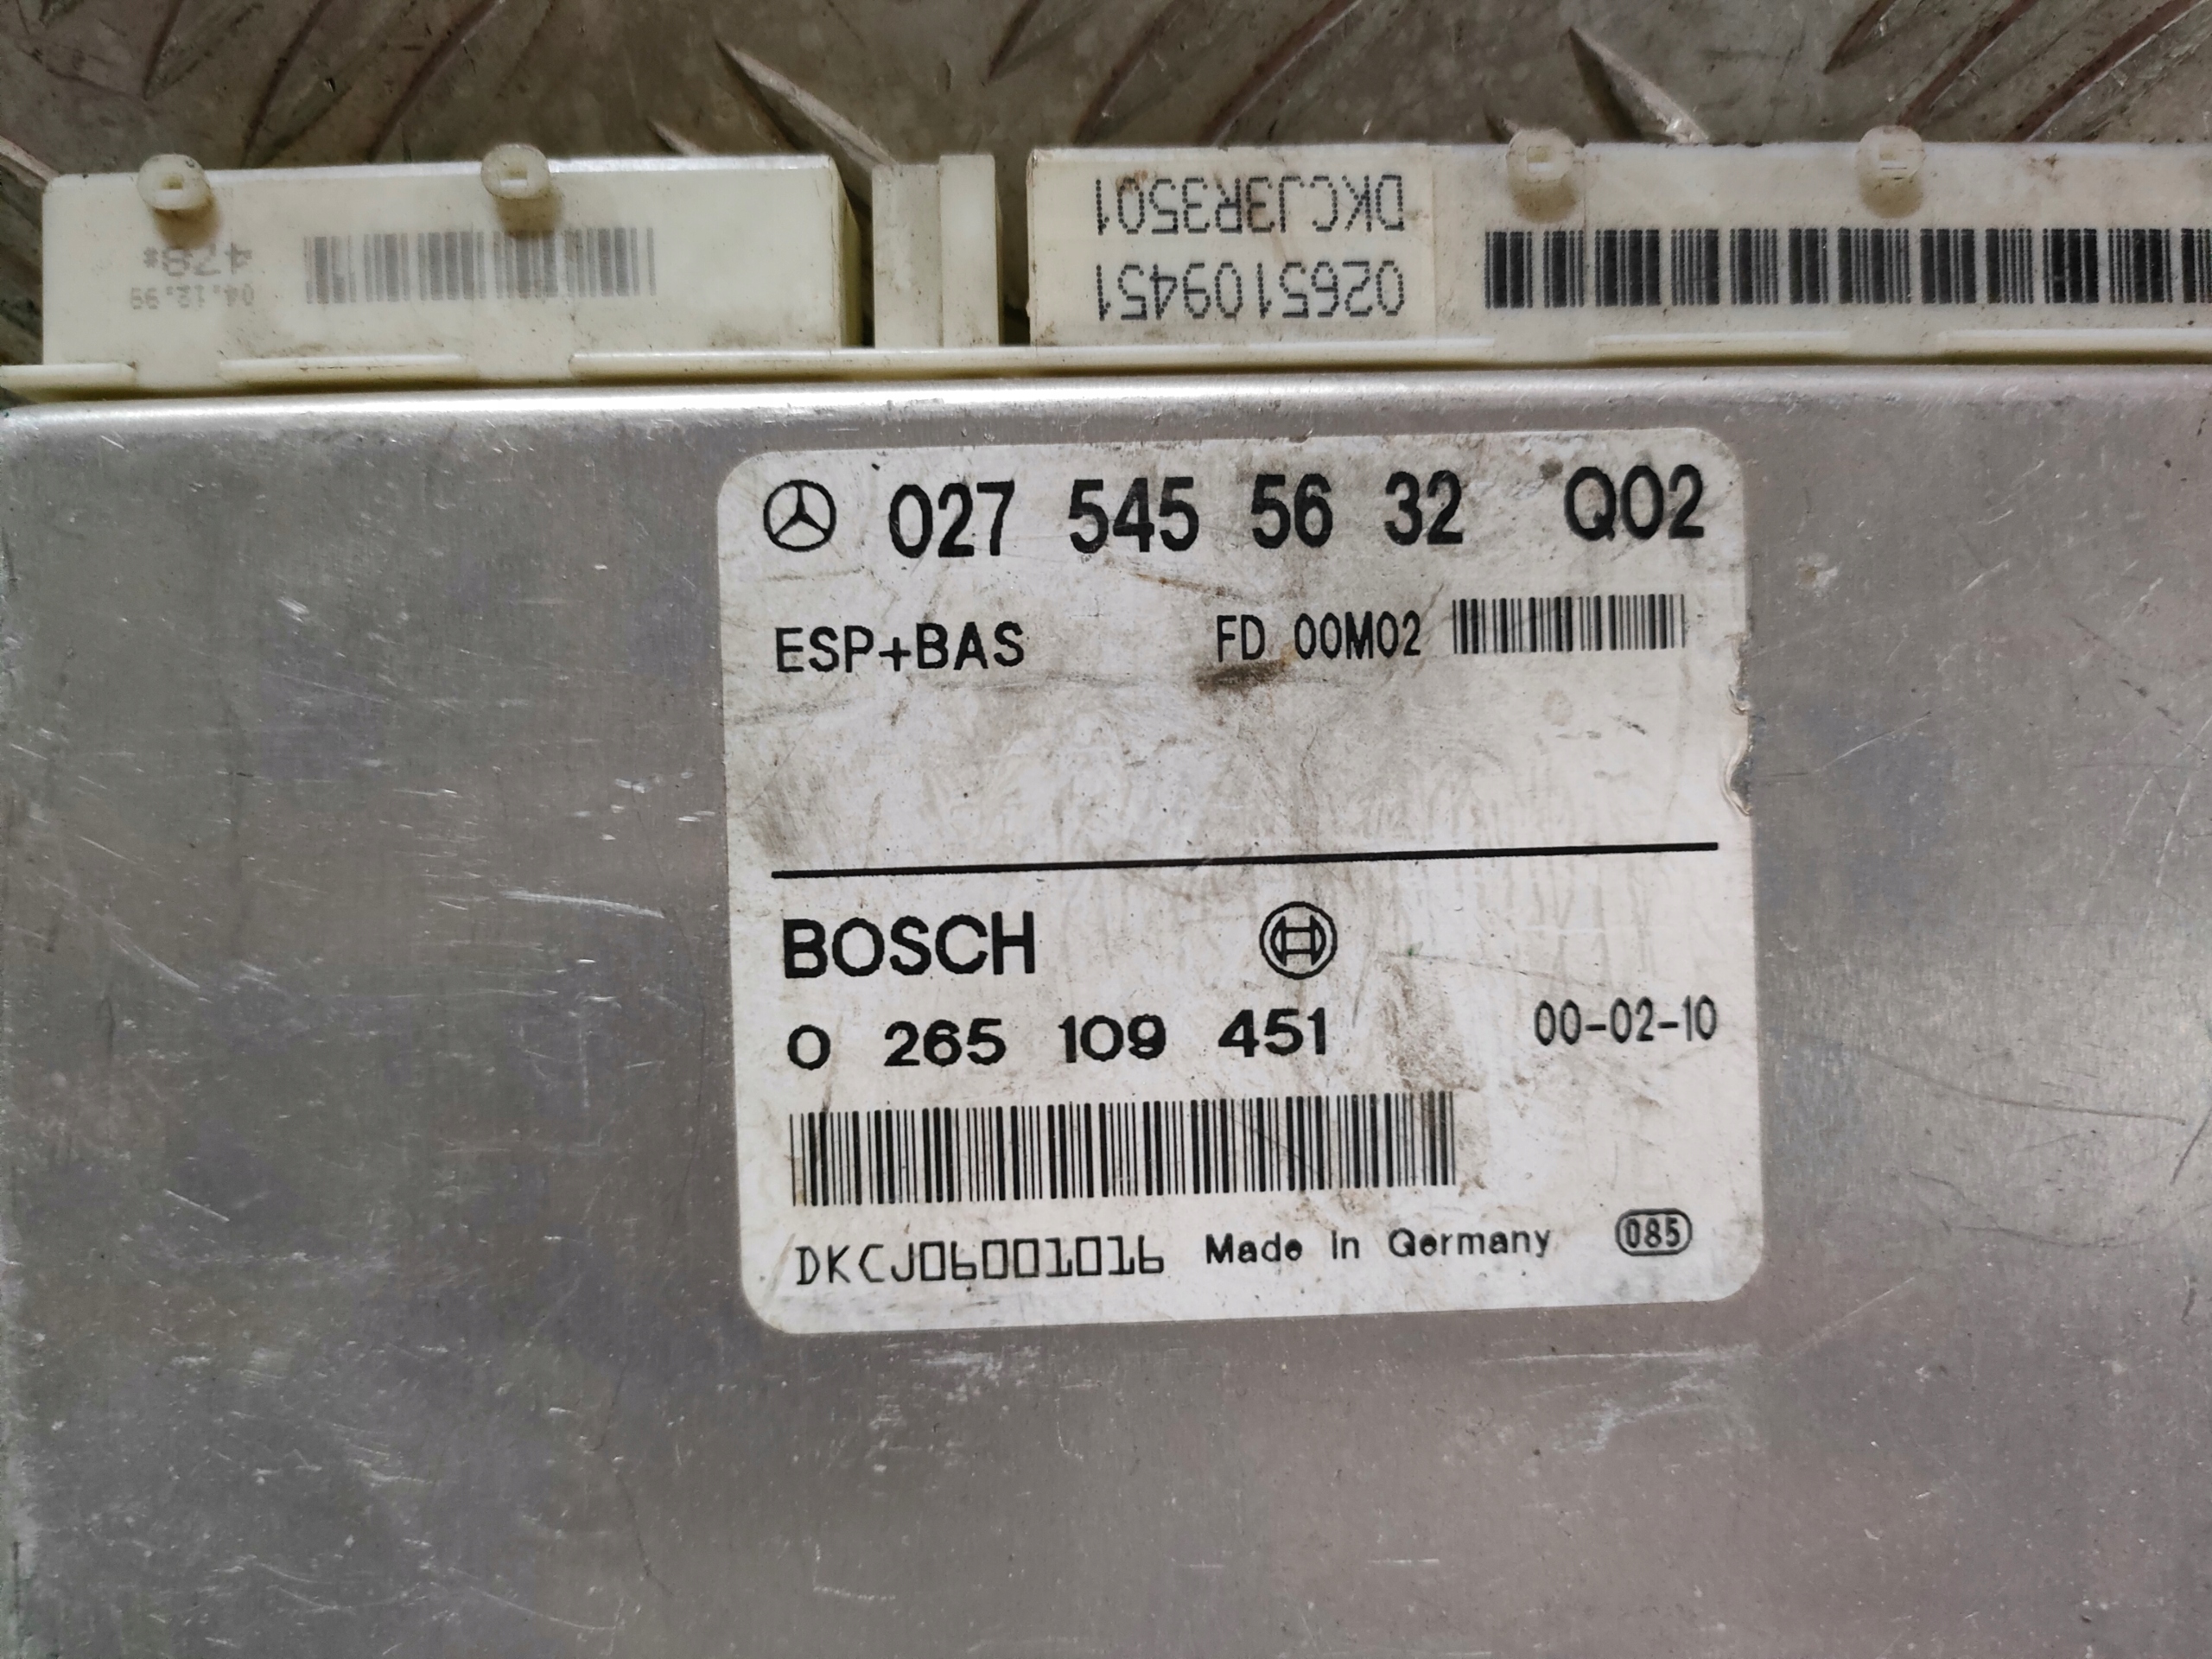 428*
04.12.99
DKCJ3R3501
0265109451
027 545 56 32 Q02
ESP+BAS FD 00M02
BOSCH
0 265 109 451 00-02-10
DKCJ06001016 Made in Germany 085